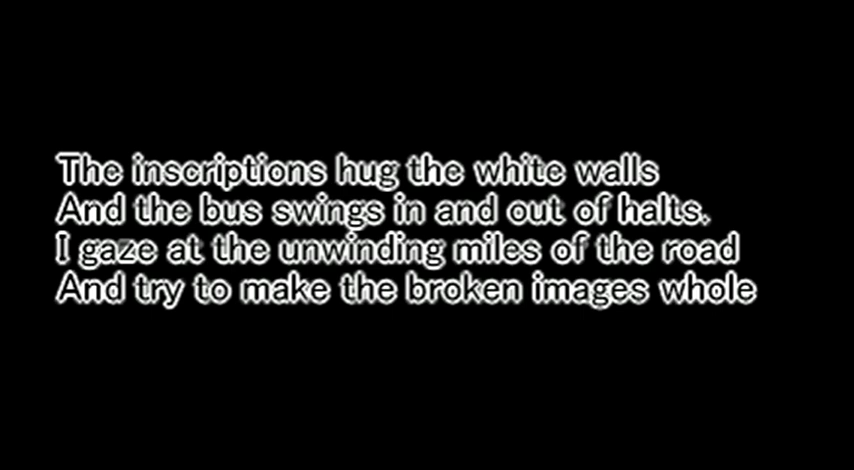 The inscriptions hug the white walls
And the bus swings in and out of halts.
I gaze at the unwinding miles of the road
And try to make the broken images whole